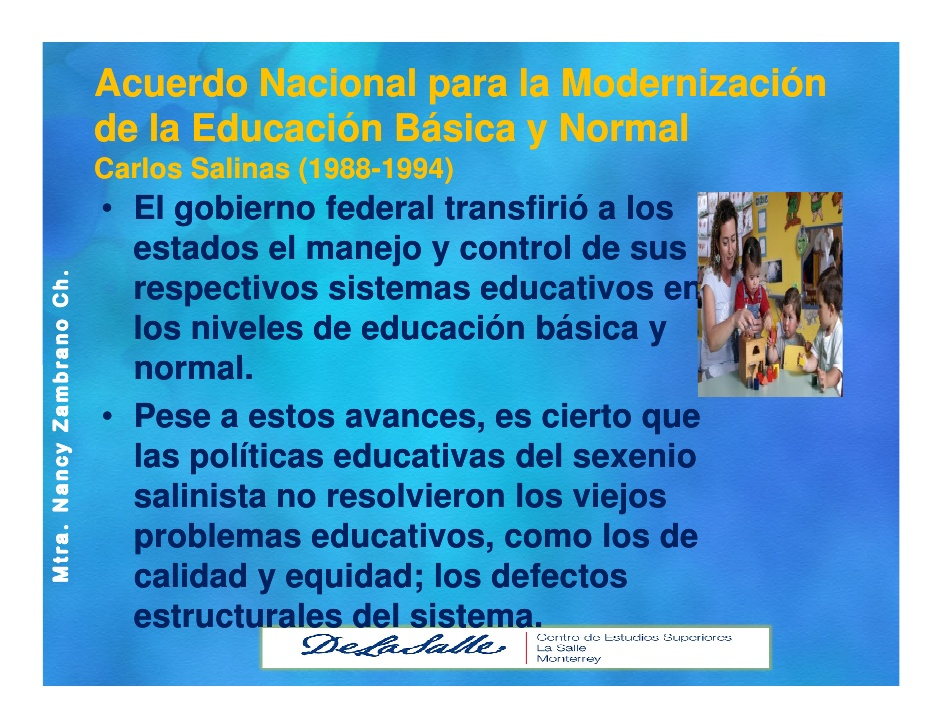 Acuerdo Nacional para la Modernización
de la Educación Básica y Normal
Carlos Salinas (1988-1994)
• El gobierno federal transfirió a los
estados el manejo y control de sus
respectivos sistemas educativos en
los niveles de educación básica y
normal.
• Pese a estos avances, es cierto que
las políticas educativas del sexenio
salinista no resolvieron los viejos
problemas educativos, como los de
calidad y equidad; los defectos
estructurales del sistema.
Mtra. Nancy Zambrano Ch.
De La Salle
Centro de Estudios Superiores
La Salle
Monterrey